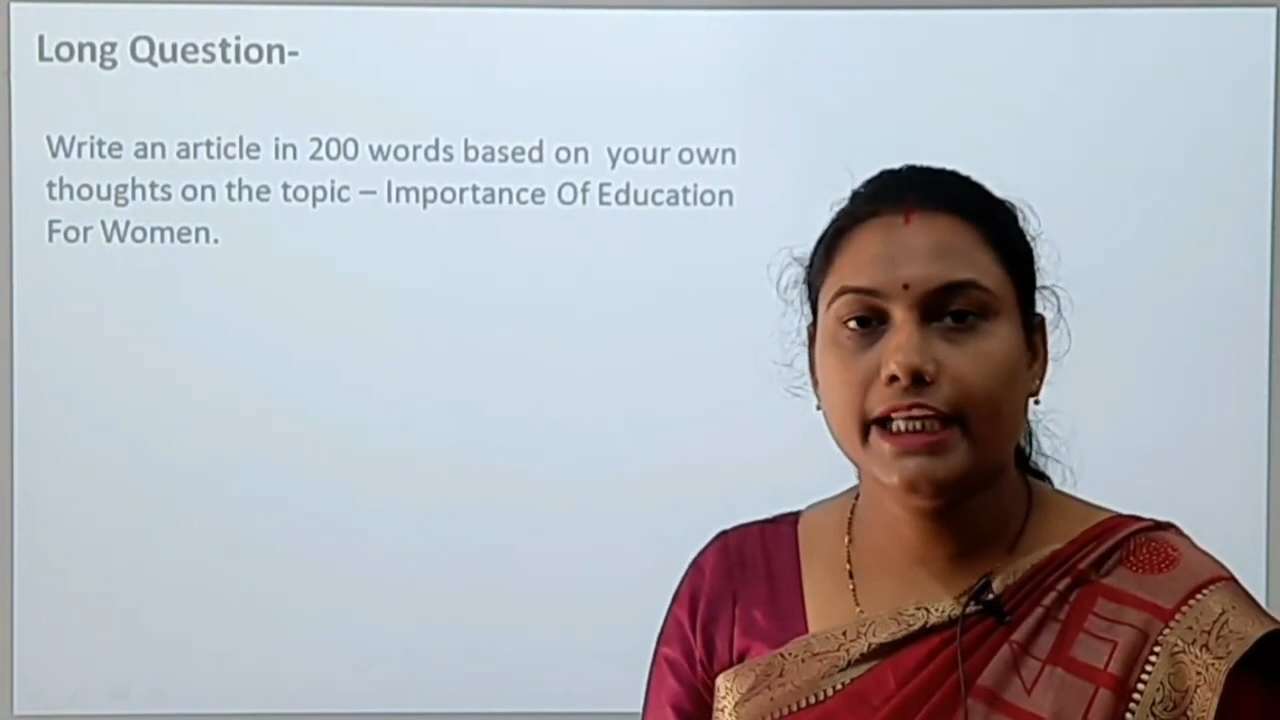 Long Question-
Write an article in 200 words based on your own
thoughts on the topic – Importance Of Education
For Women.